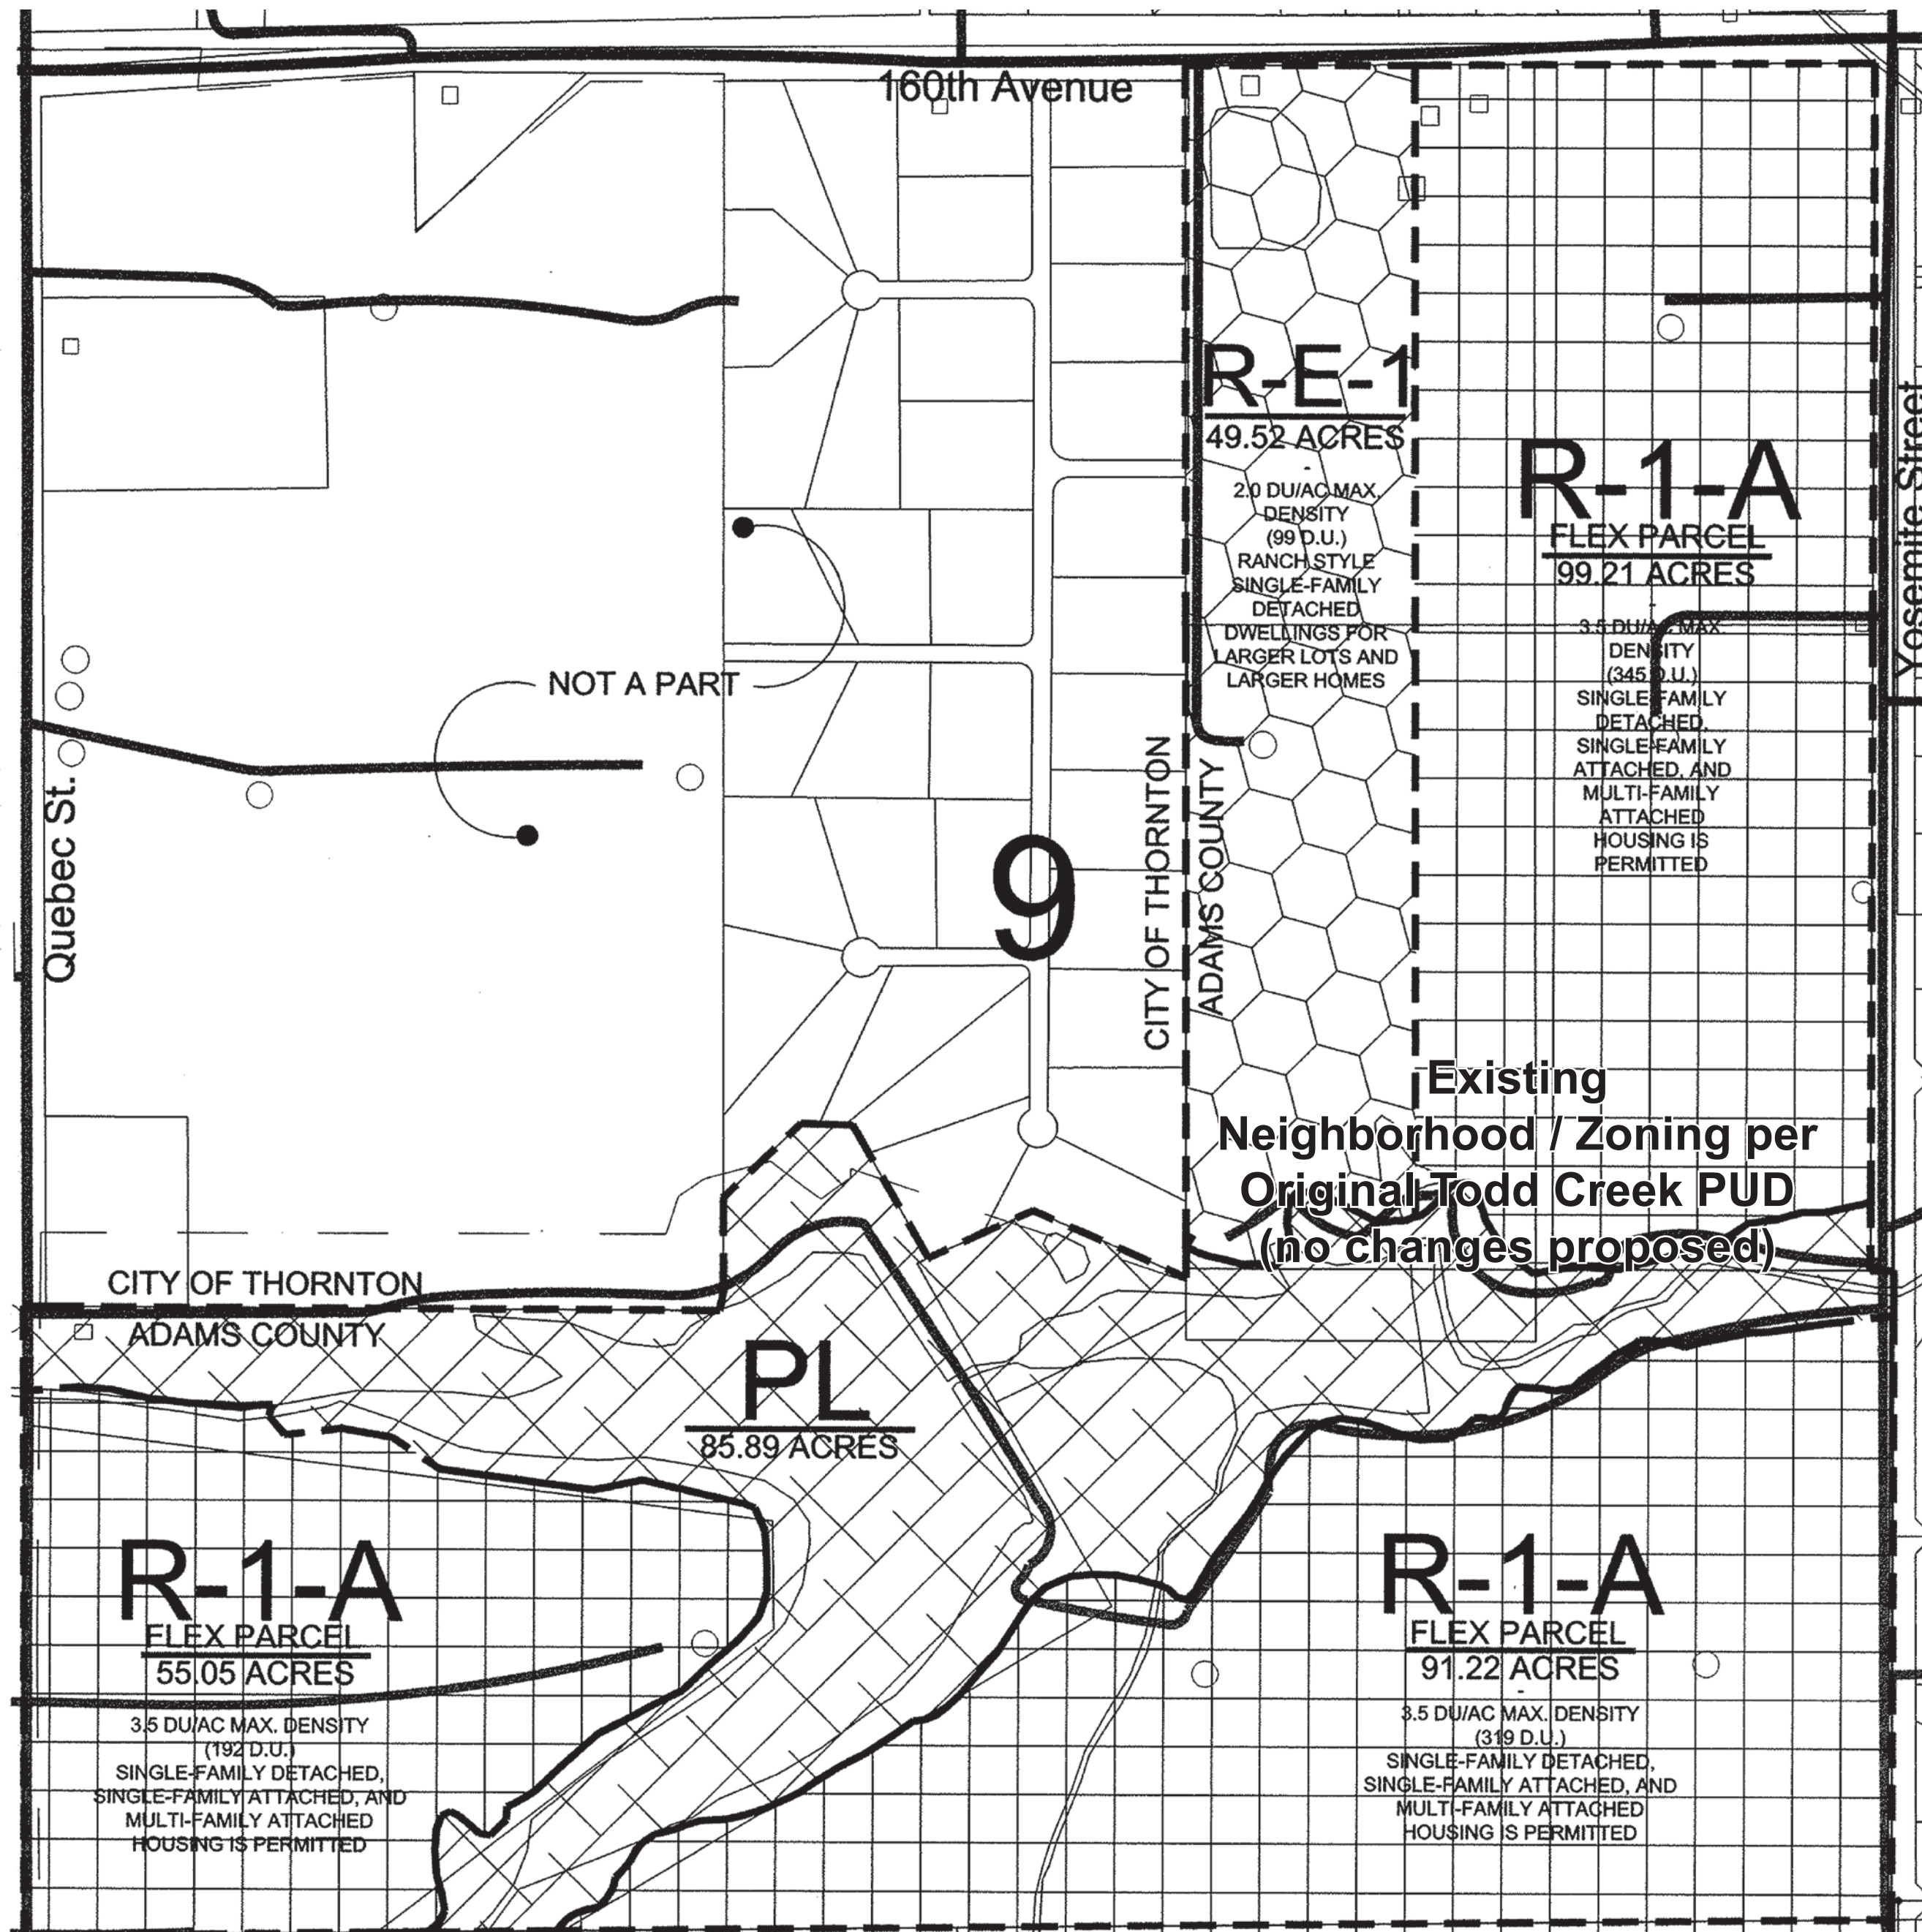 160th Avenue
R-E-1
49.52 ACRES
-
2.0 DU/AC MAX.
DENSITY
(99 D.U.)
RANCH STYLE
SINGLE-FAMILY
DETACHED
DWELLINGS FOR
LARGER LOTS AND
LARGER HOMES
R-1-A
FLEX PARCEL
99.21 ACRES
-
3.5 DU/AC MAX.
DENSITY
(345 D.U.)
SINGLE-FAMILY
DETACHED,
SINGLE-FAMILY
ATTACHED, AND
MULTI-FAMILY
ATTACHED
HOUSING IS
PERMITTED
Yosemite Street
NOT A PART
Quebec St.
9
CITY OF THORNTON
ADAMS COUNTY
Existing
Neighborhood / Zoning per
Original Todd Creek PUD
(no changes proposed)
CITY OF THORNTON
ADAMS COUNTY
PL
85.89 ACRES
R-1-A
FLEX PARCEL
55.05 ACRES
3.5 DU/AC MAX. DENSITY
(192 D.U.)
SINGLE-FAMILY DETACHED,
SINGLE-FAMILY ATTACHED, AND
MULTI-FAMILY ATTACHED
HOUSING IS PERMITTED
R-1-A
FLEX PARCEL
91.22 ACRES
-
3.5 DU/AC MAX. DENSITY
(319 D.U.)
SINGLE-FAMILY DETACHED,
SINGLE-FAMILY ATTACHED, AND
MULTI-FAMILY ATTACHED
HOUSING IS PERMITTED